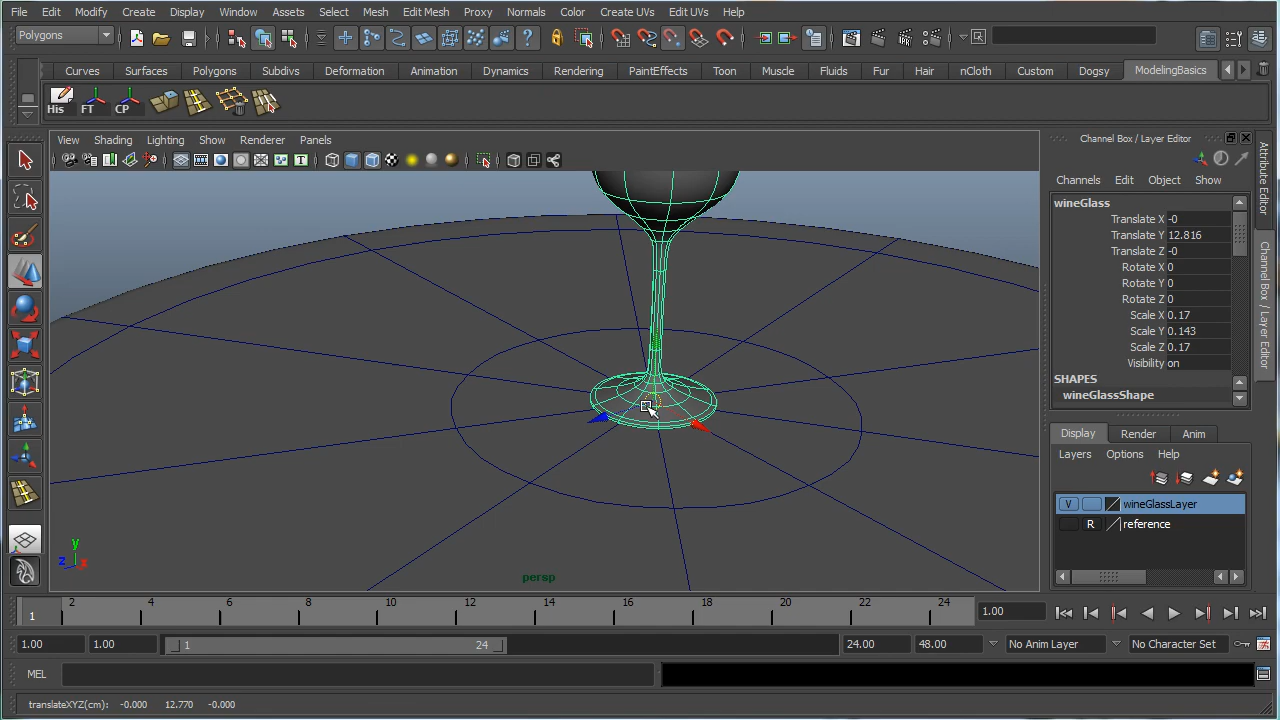 File Edit Modify Create Display Window Assets Select Mesh Edit Mesh Proxy Normals Color Create UVs Edit UVs Help
Polygons
Curves Surfaces Polygons Subdivs Deformation Animation Dynamics Rendering PaintEffects Toon Muscle Fluids Fur Hair nCloth Custom Dogsy ModelingBasics
His FT CP
View Shading Lighting Show Renderer Panels
Channel Box / Layer Editor
Channels Edit Object Show
wineGlass
Translate X -0
Translate Y 12.816
Translate Z -0
Rotate X 0
Rotate Y 0
Rotate Z 0
Scale X 0.17
Scale Y 0.143
Scale Z 0.17
Visibility on
SHAPES
wineGlassShape
Attribute Editor
Channel Box / Layer Editor
Display Render Anim
Layers Options Help
V wineGlassLayer
R reference
y
z x
persp
1 2 4 6 8 10 12 14 16 18 20 22 24 1.00
1.00 1.00 1 24 24.00 48.00 No Anim Layer No Character Set
MEL
translateXYZ(cm): -0.000 12.770 -0.000